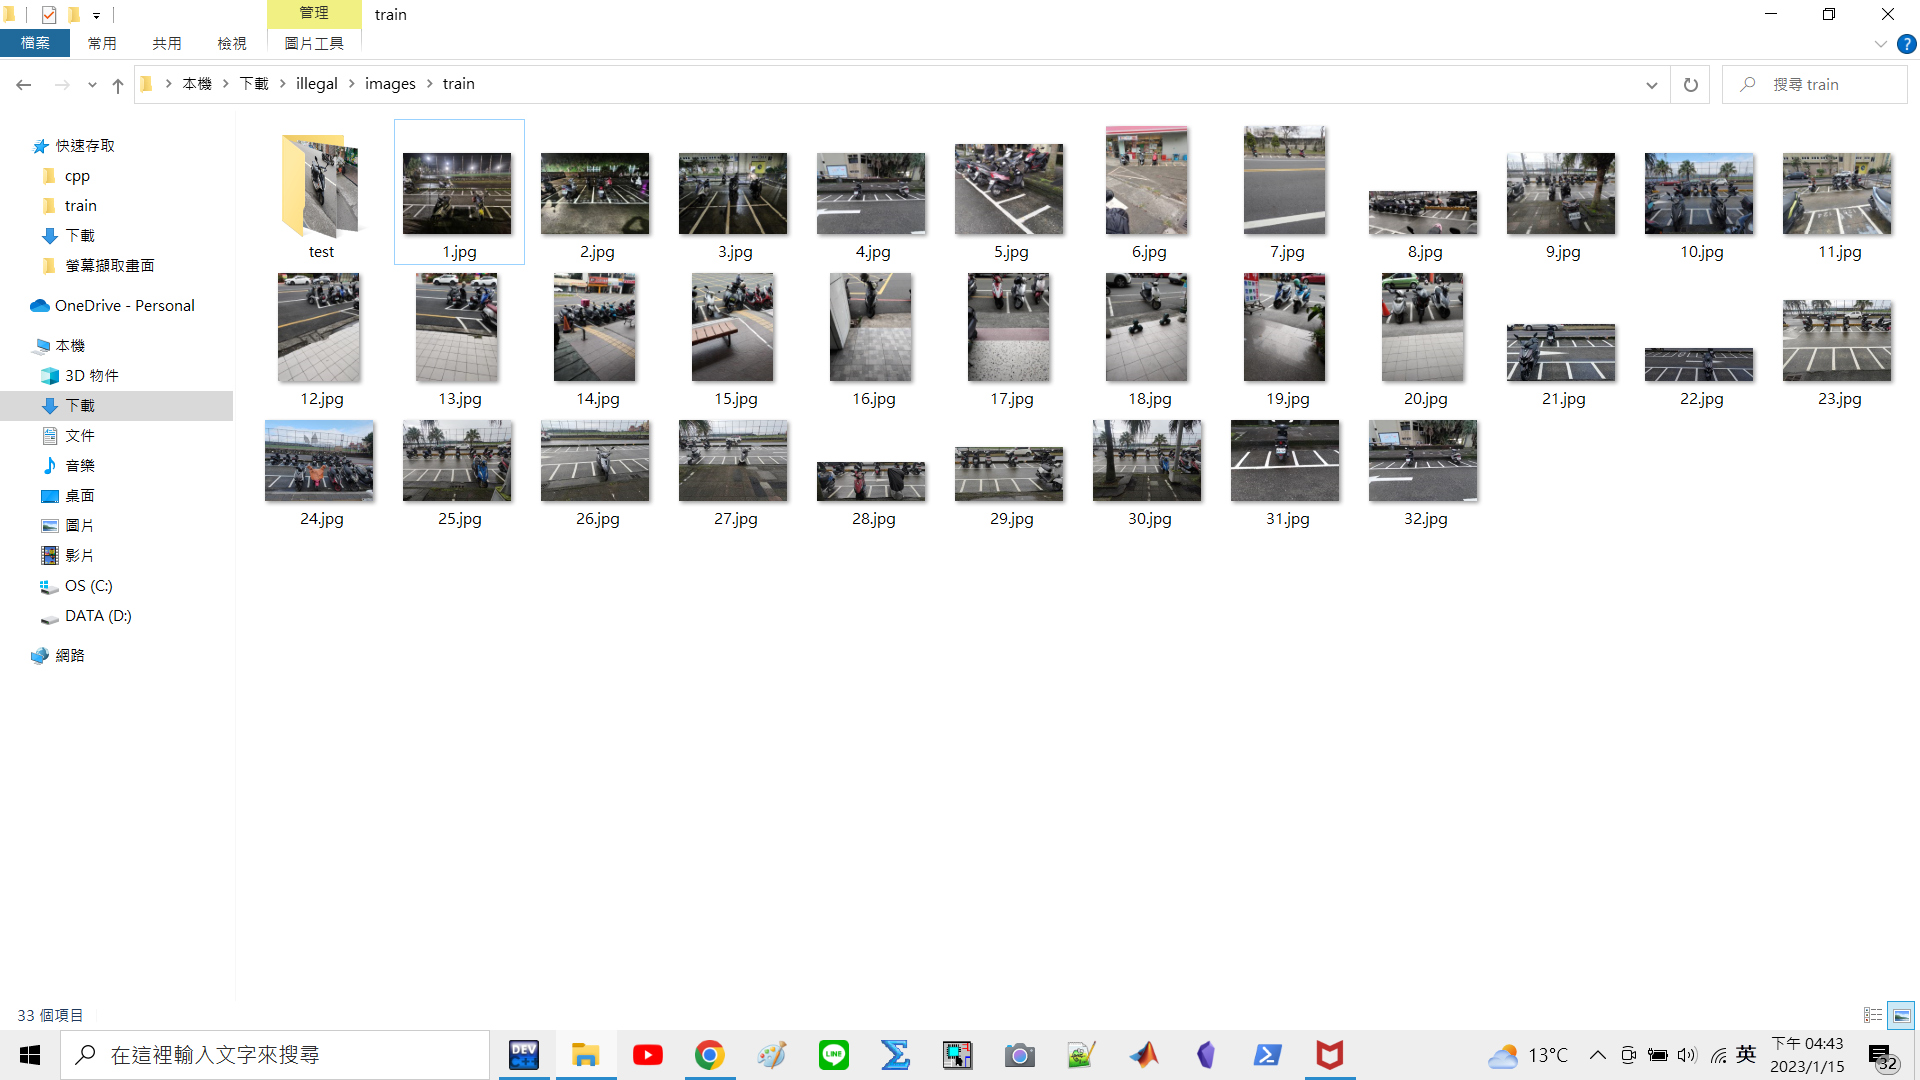 管理
train
檔案
常用
共用
檢視
圖片工具
本機
下載
illegal
images
train
搜尋 train
快速存取
cpp
train
下載
螢幕擷取畫面
OneDrive - Personal
本機
3D 物件
下載
文件
音樂
桌面
圖片
影片
OS (C:)
DATA (D:)
網路
test
1.jpg
2.jpg
3.jpg
4.jpg
5.jpg
6.jpg
7.jpg
8.jpg
9.jpg
10.jpg
11.jpg
12.jpg
13.jpg
14.jpg
15.jpg
16.jpg
17.jpg
18.jpg
19.jpg
20.jpg
21.jpg
22.jpg
23.jpg
24.jpg
25.jpg
26.jpg
27.jpg
28.jpg
29.jpg
30.jpg
31.jpg
32.jpg
33 個項目
在這裡輸入文字來搜尋
DEV
C++
LINE
13°C
英
下午 04:43
2023/1/15
32